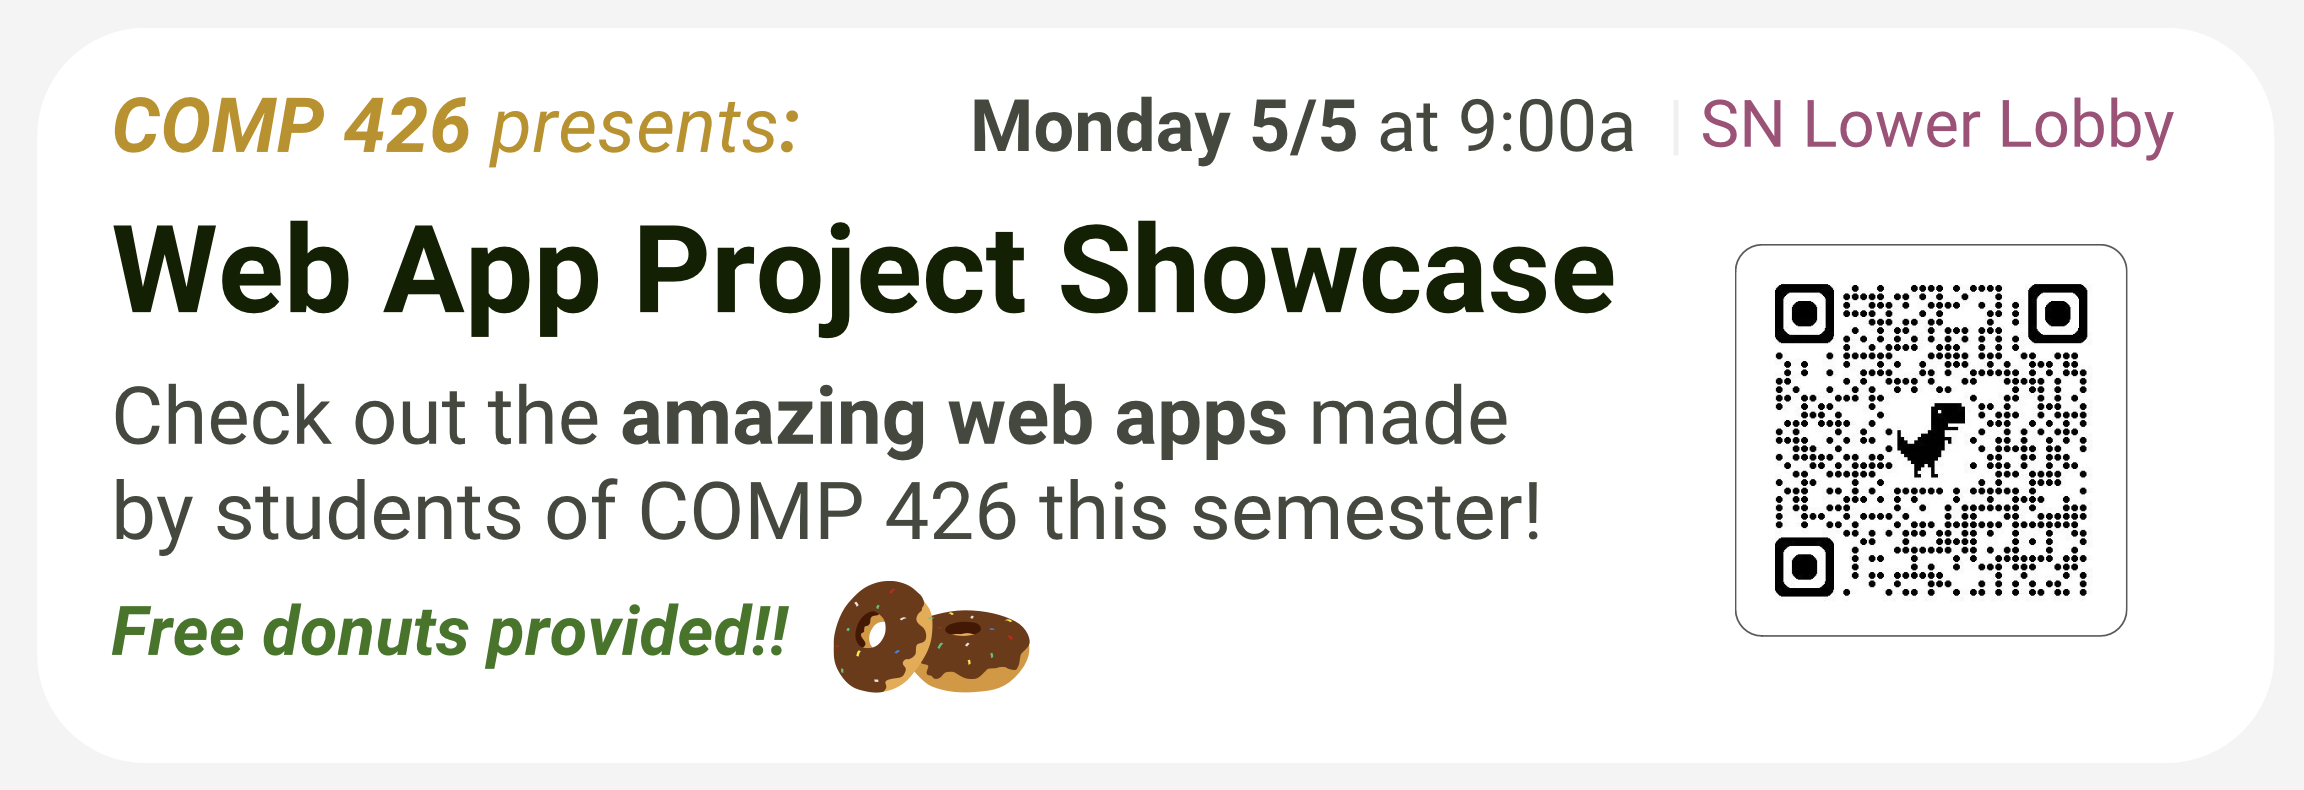 COMP 426 presents:
Monday 5/5 at 9:00a | SN Lower Lobby
Web App Project Showcase
Check out the amazing web apps made
by students of COMP 426 this semester!
Free donuts provided!!